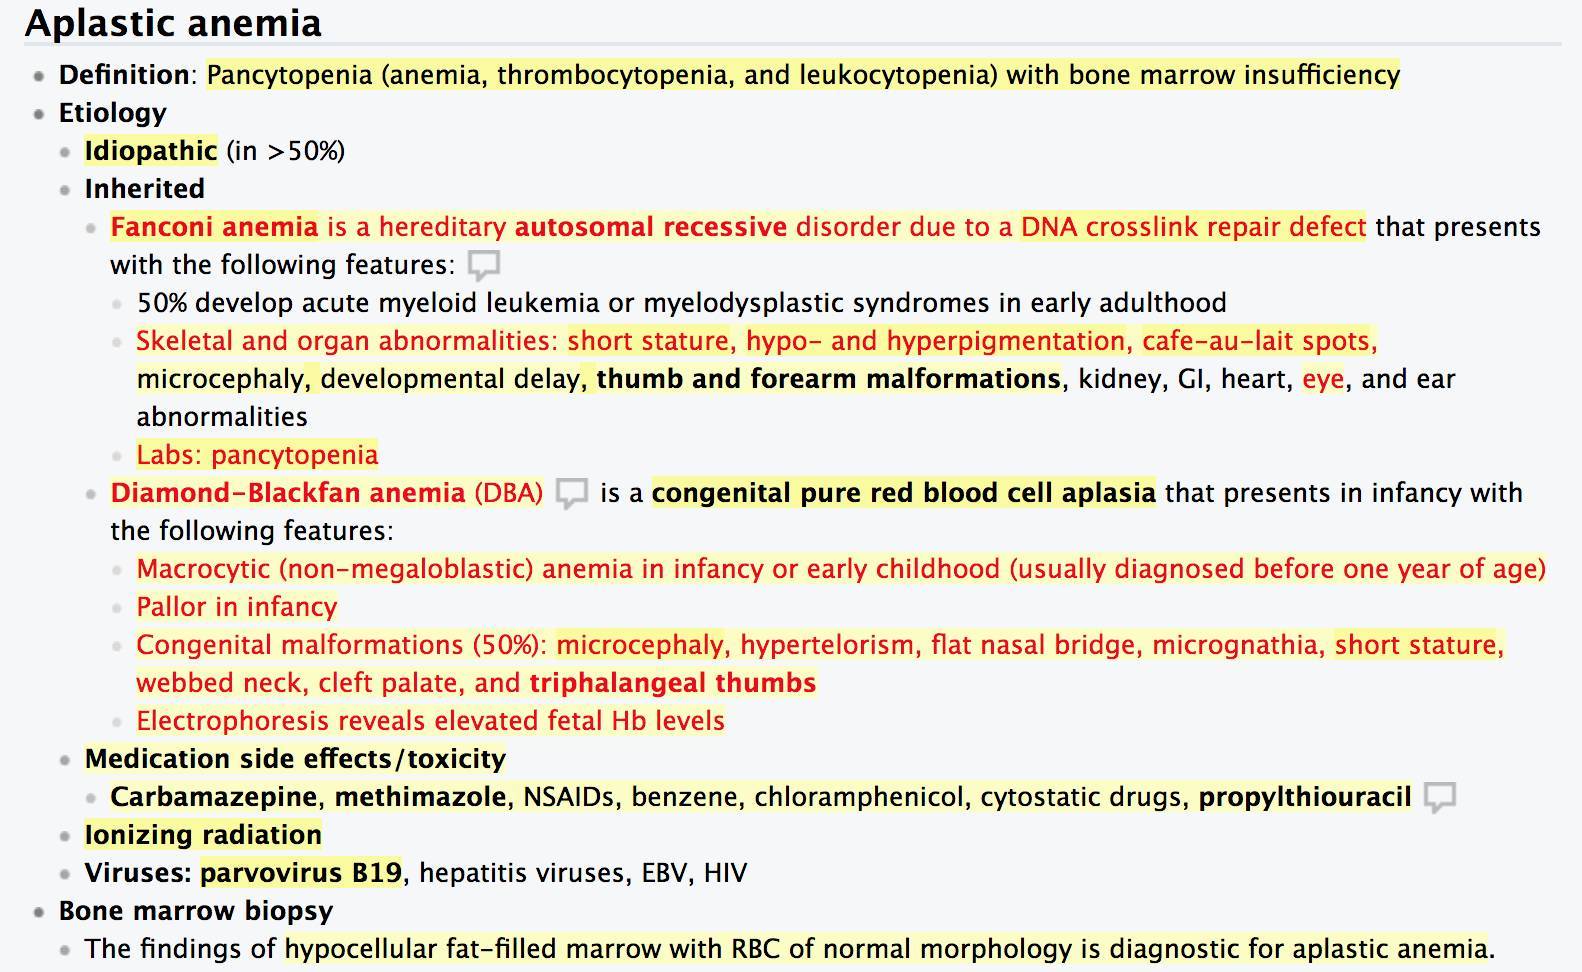 Aplastic anemia
Definition: Pancytopenia (anemia, thrombocytopenia, and leukocytopenia) with bone marrow insufficiency
Etiology
Idiopathic (in >50%)
Inherited
Fanconi anemia is a hereditary autosomal recessive disorder due to a DNA crosslink repair defect that presents
with the following features:
50% develop acute myeloid leukemia or myelodysplastic syndromes in early adulthood
Skeletal and organ abnormalities: short stature, hypo- and hyperpigmentation, cafe-au-lait spots,
microcephaly, developmental delay, thumb and forearm malformations, kidney, GI, heart, eye, and ear
abnormalities
Labs: pancytopenia
Diamond-Blackfan anemia (DBA) is a congenital pure red blood cell aplasia that presents in infancy with
the following features:
Macrocytic (non-megaloblastic) anemia in infancy or early childhood (usually diagnosed before one year of age)
Pallor in infancy
Congenital malformations (50%): microcephaly, hypertelorism, flat nasal bridge, micrognathia, short stature,
webbed neck, cleft palate, and triphalangeal thumbs
Electrophoresis reveals elevated fetal Hb levels
Medication side effects/toxicity
Carbamazepine, methimazole, NSAIDs, benzene, chloramphenicol, cytostatic drugs, propylthiouracil
Ionizing radiation
Viruses: parvovirus B19, hepatitis viruses, EBV, HIV
Bone marrow biopsy
The findings of hypocellular fat-filled marrow with RBC of normal morphology is diagnostic for aplastic anemia.